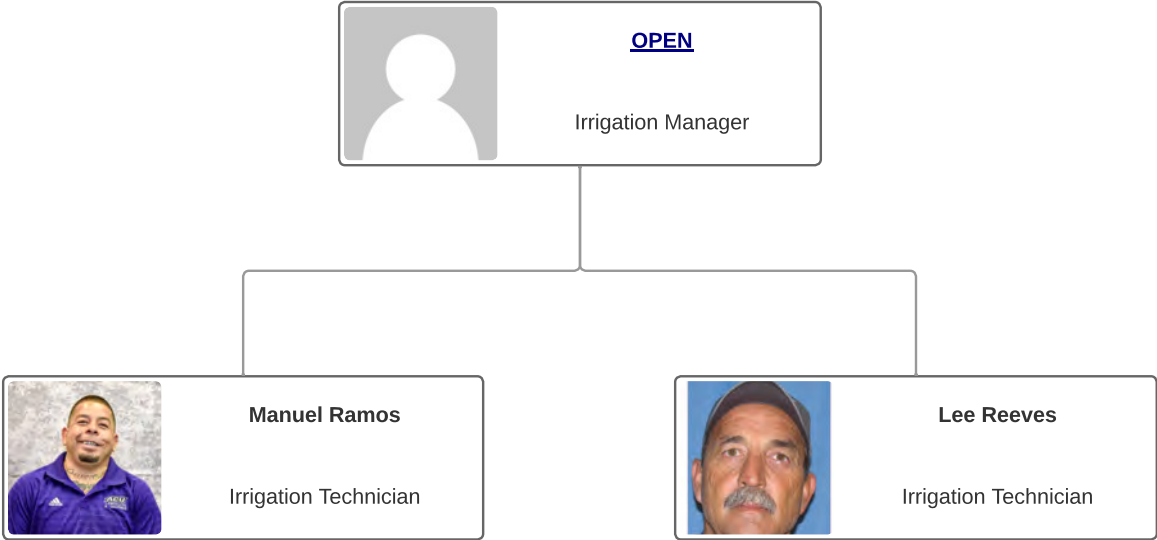 OPEN
Irrigation Manager
Manuel Ramos
Irrigation Technician
Lee Reeves
Irrigation Technician